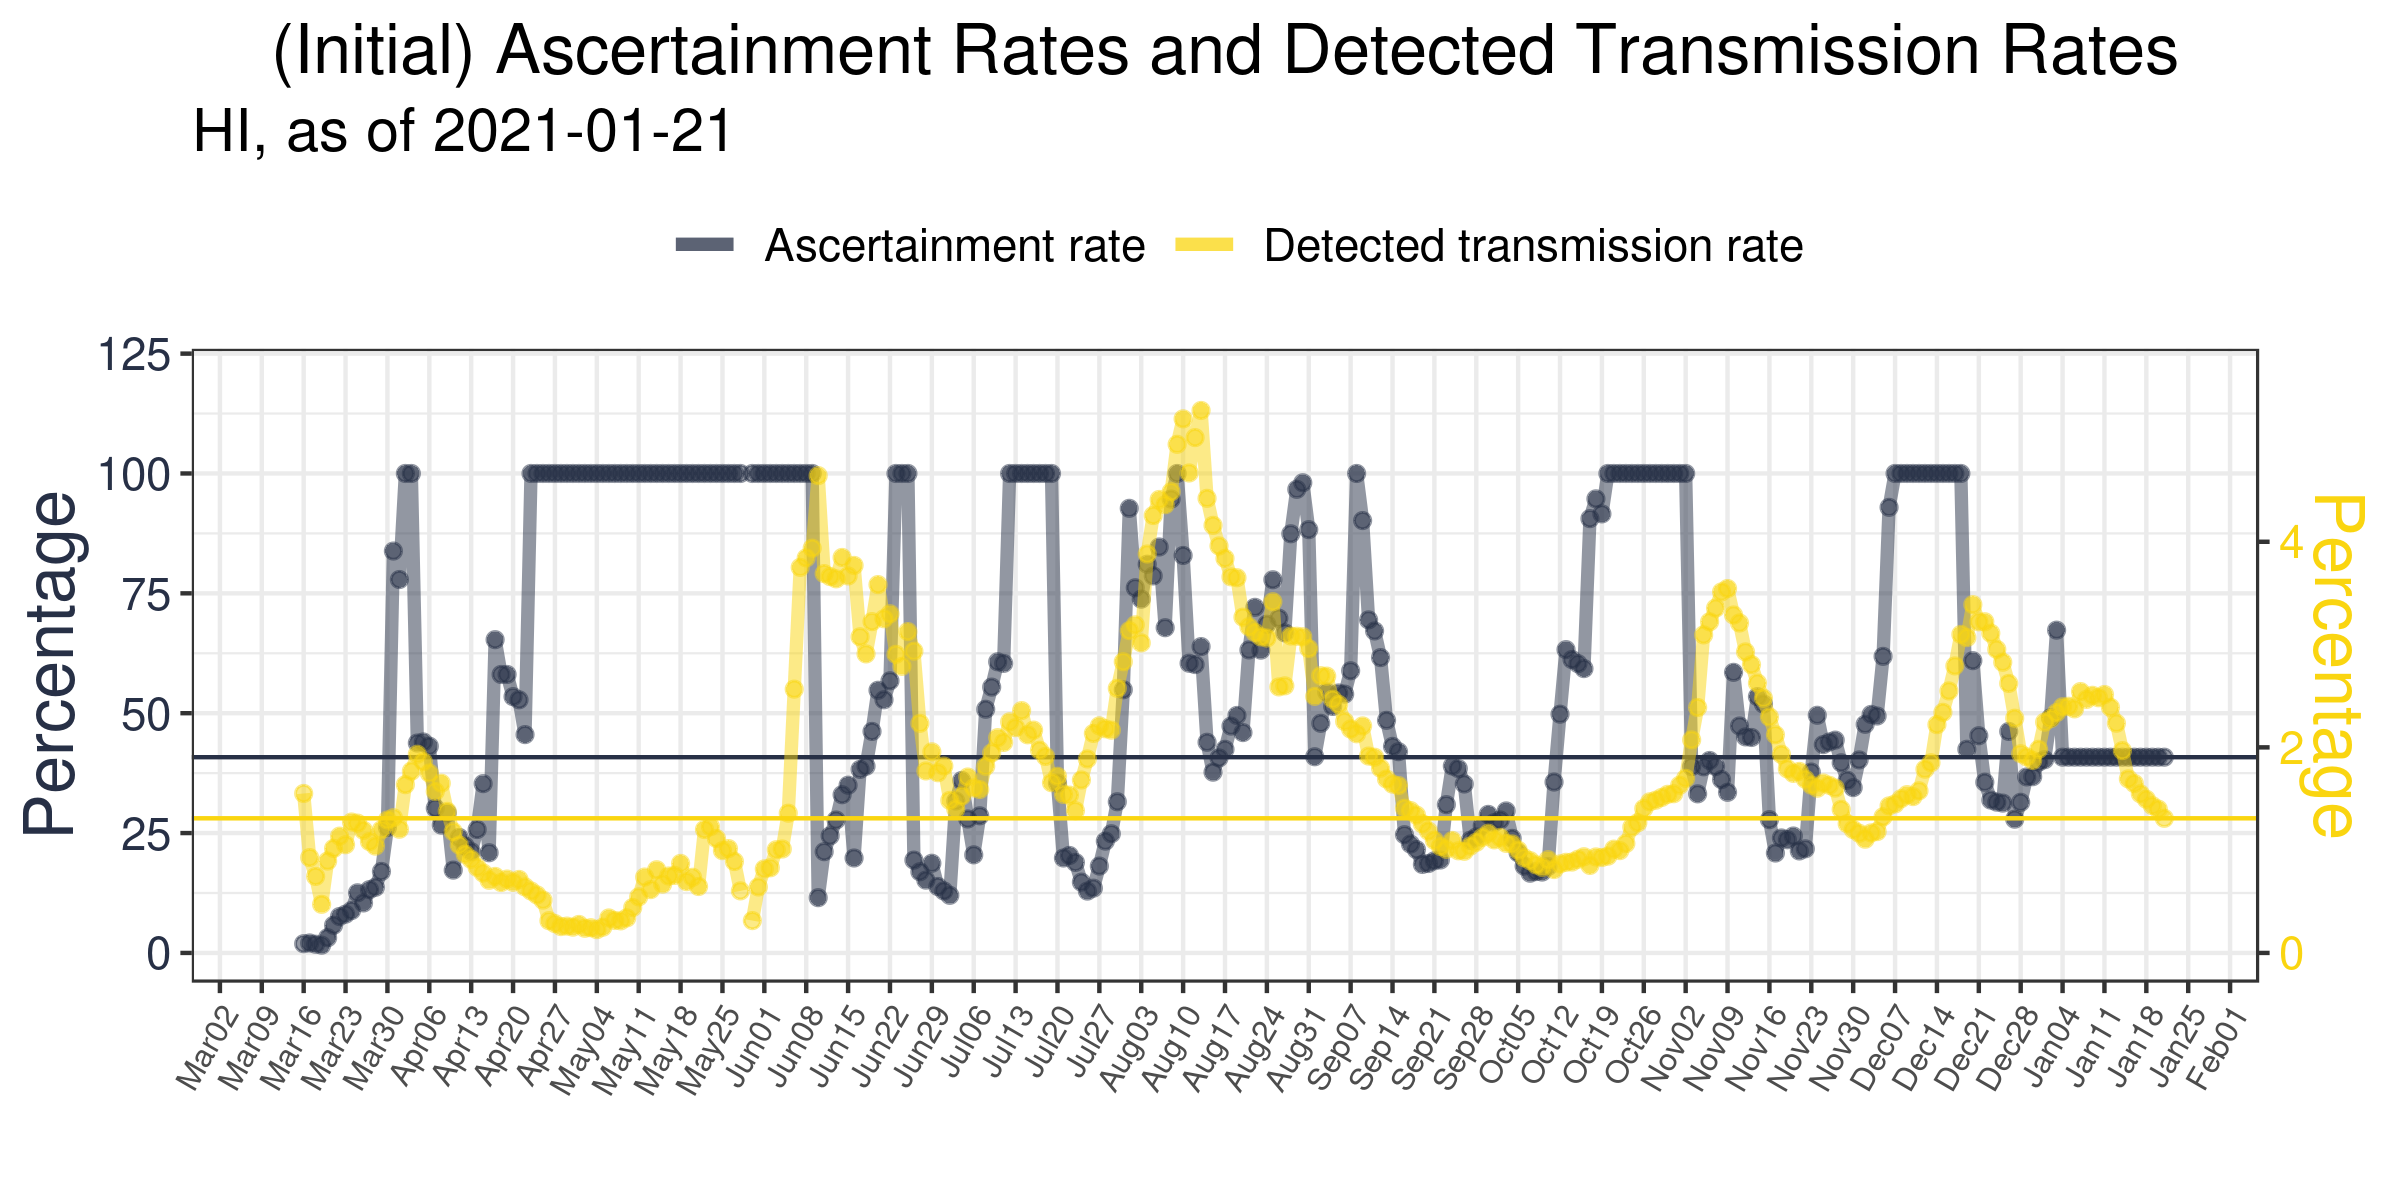 (Initial) Ascertainment Rates and Detected Transmission Rates
HI, as of 2021-01-21
Ascertainment rate
Detected transmission rate
125
100
75
50
25
0
Percentage
4
2
0
Percentage
Mar02
Mar09
Mar16
Mar23
Mar30
Apr06
Apr13
Apr20
Apr27
May04
May11
May18
May25
Jun01
Jun08
Jun15
Jun22
Jun29
Jul06
Jul13
Jul20
Jul27
Aug03
Aug10
Aug17
Aug24
Aug31
Sep07
Sep14
Sep21
Sep28
Oct05
Oct12
Oct19
Oct26
Nov02
Nov09
Nov16
Nov23
Nov30
Dec07
Dec14
Dec21
Dec28
Jan04
Jan11
Jan18
Jan25
Feb01